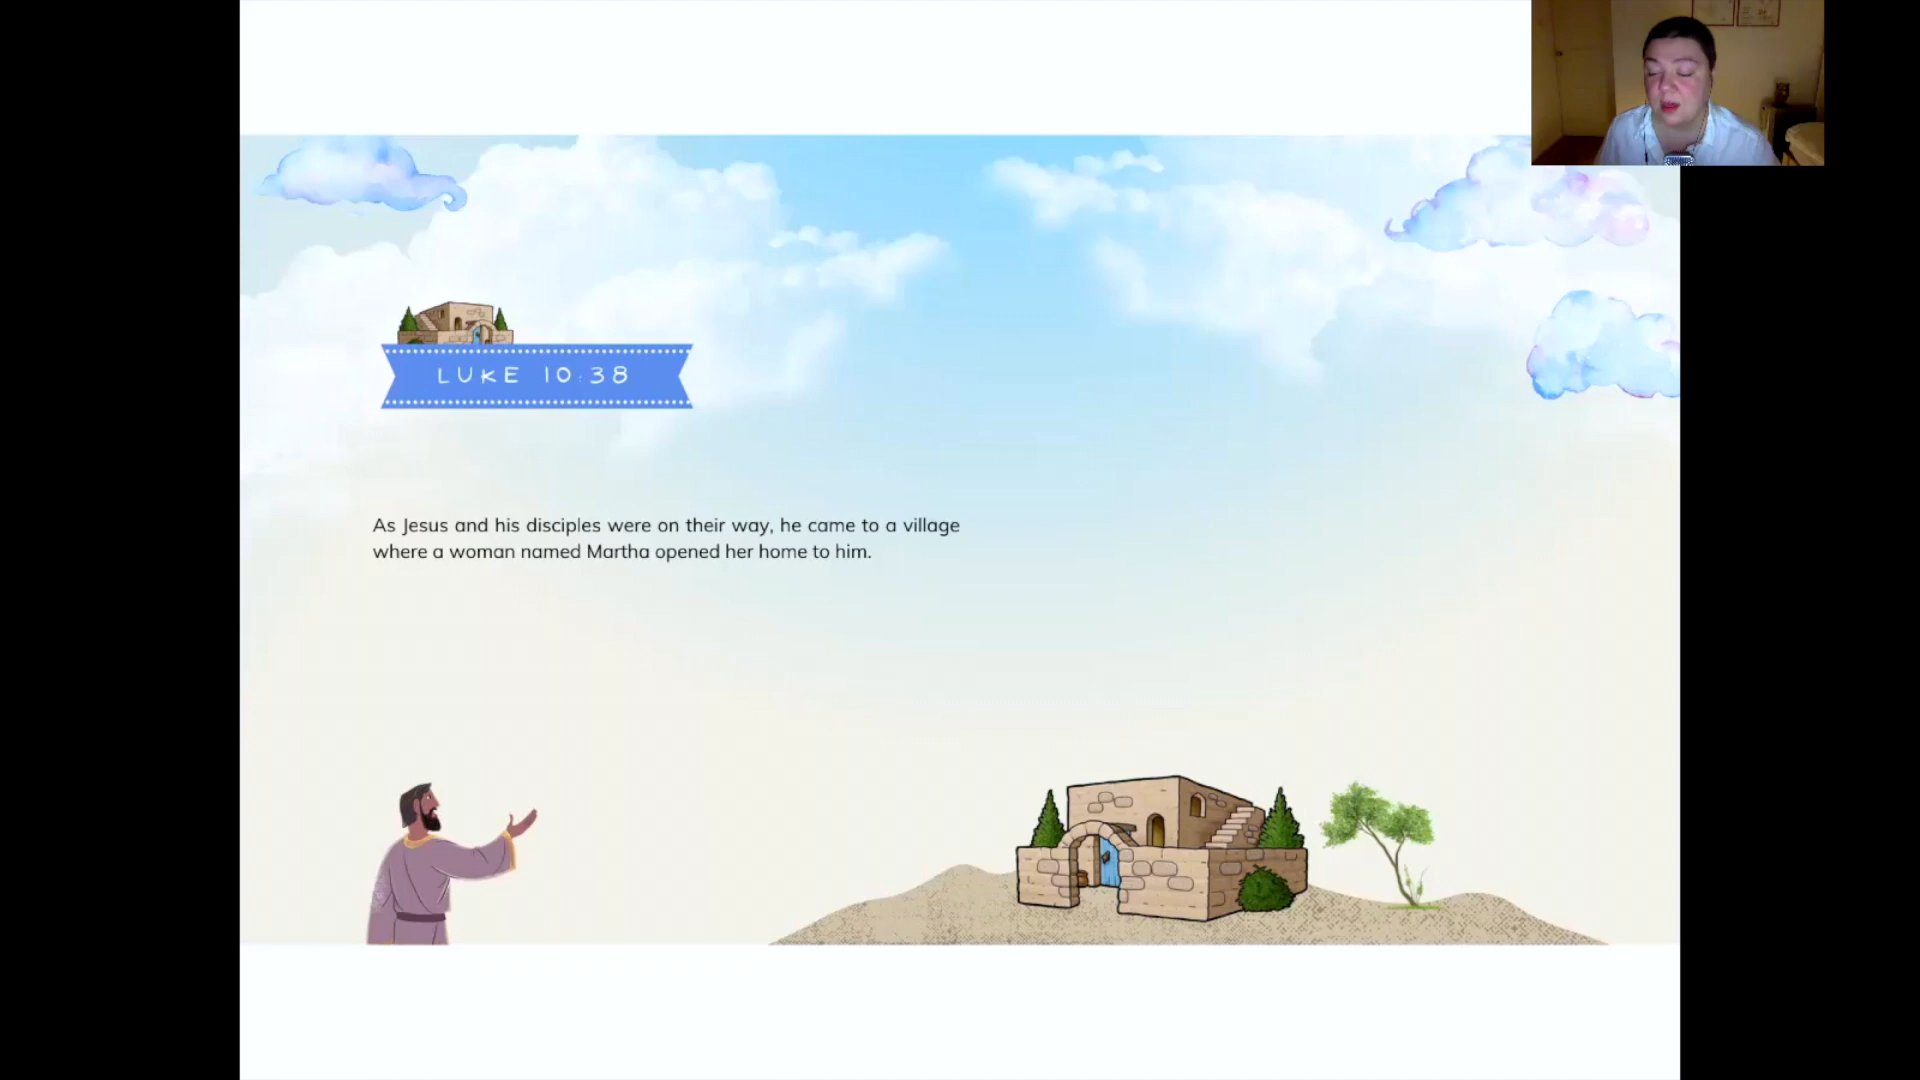 LUKE 10:38
As Jesus and his disciples were on their way, he came to a village
where a woman named Martha opened her home to him.